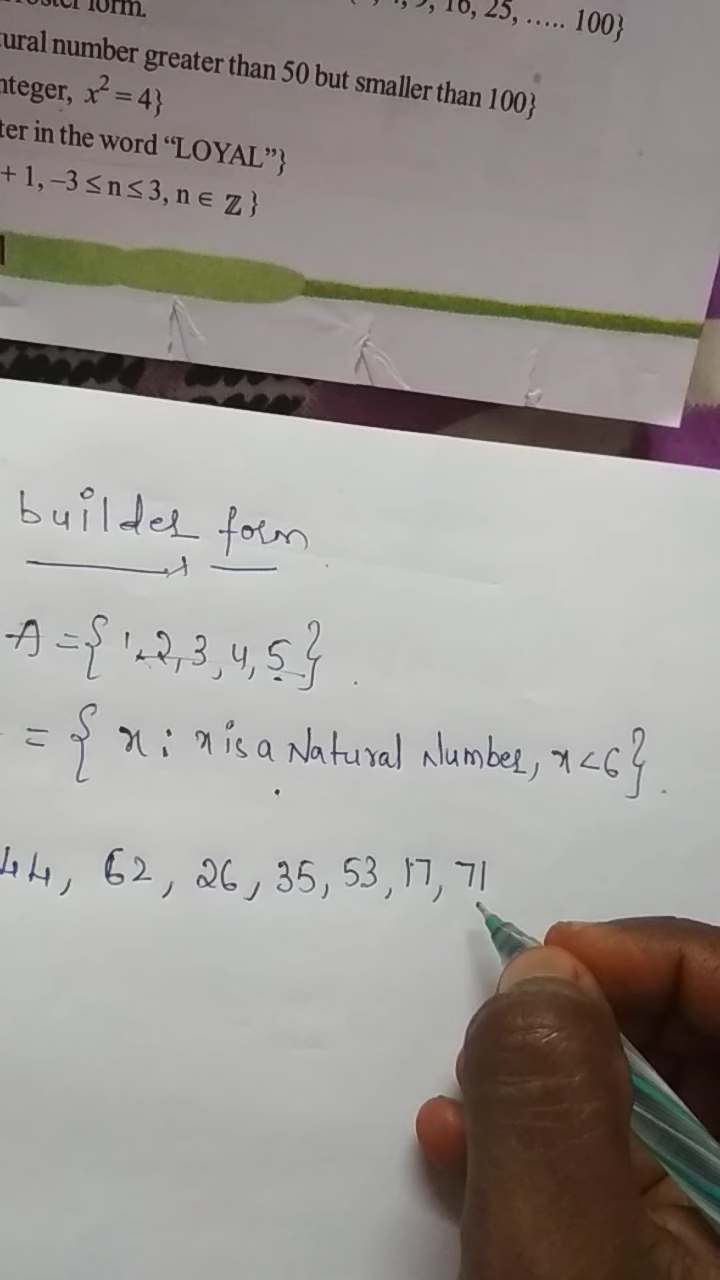 form.
16, 25, ..... 100}
ural number greater than 50 but smaller than 100}
nteger, x² = 4}
ter in the word “LOYAL”}
+ 1, –3 ≤ n ≤ 3, n ∈ ℤ }
builder form
A = { 1, 2, 3, 4, 5 } .
= { x : x is a Natural Number, x < 6 } .
44, 62, 26, 35, 53, 17, 71